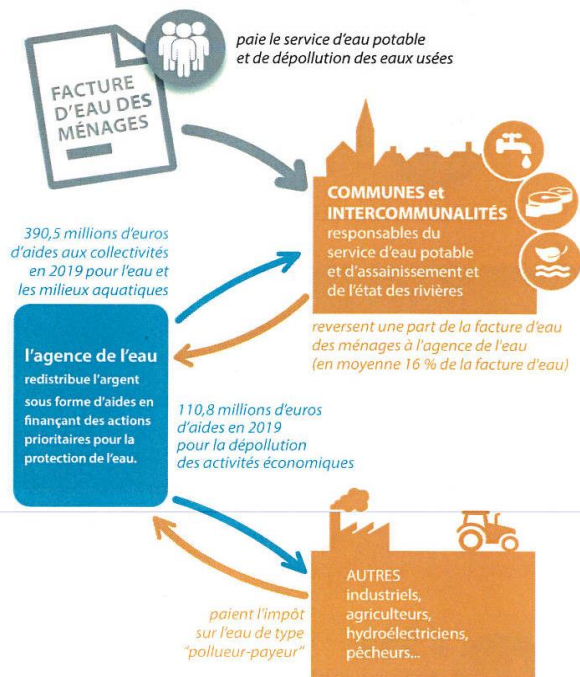 paie le service d'eau potable
et de dépollution des eaux usées
FACTURE
D'EAU DES
MÉNAGES
COMMUNES et
INTERCOMMUNALITÉS
responsables du
service d'eau potable
et d'assainissement et
de l'état des rivières
390,5 millions d'euros
d'aides aux collectivités
en 2019 pour l'eau et
les milieux aquatiques
reversent une part de la facture d'eau
des ménages à l'agence de l'eau
(en moyenne 16 % de la facture d'eau)
l'agence de l'eau
redistribue l'argent
sous forme d'aides en
finançant des actions
prioritaires pour la
protection de l'eau.
110,8 millions d'euros
d'aides en 2019
pour la dépollution
des activités économiques
AUTRES
industriels,
agriculteurs,
hydroélectriciens,
pêcheurs...
paient l'impôt
sur l'eau de type
"pollueur-payeur"